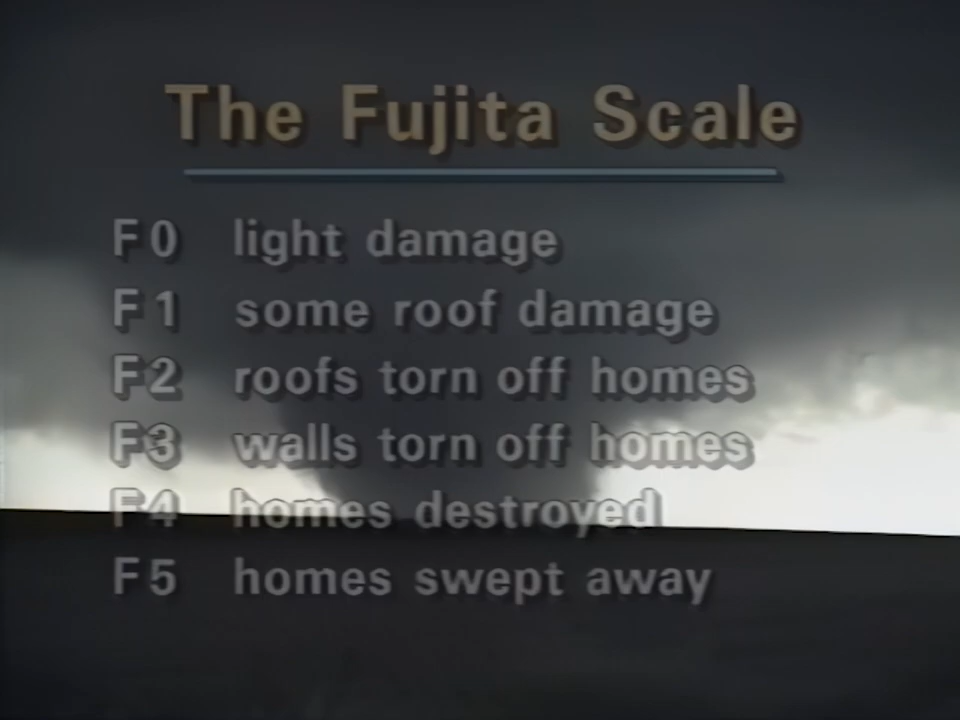 The Fujita Scale
F0 light damage
F1 some roof damage
F2 roofs torn off homes
F3 walls torn off homes
F4 homes destroyed
F5 homes swept away